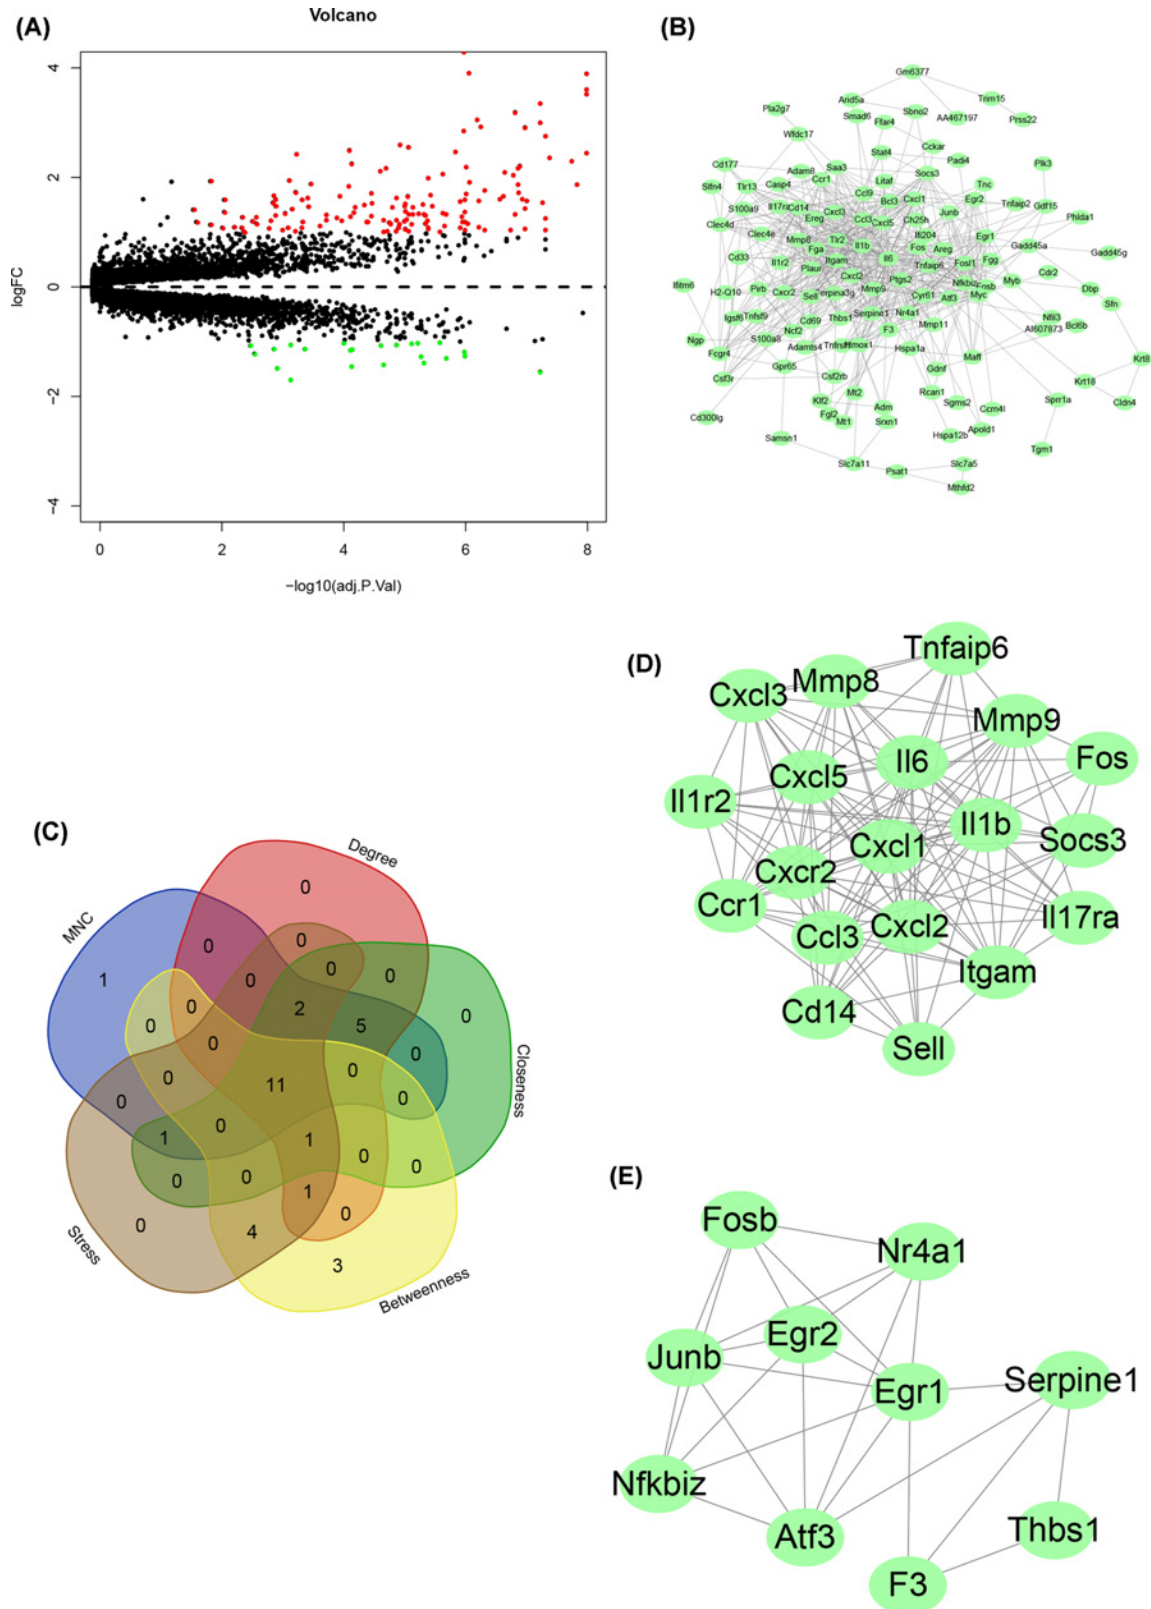 (A)
Volcano
4
2
0
−2
−4
logFC
0 2 4 6 8
−log10(adj.P.Val)
(B)
Gm6377
Arid5a
Trim15
Pla2g7
Smad6
Sbno2
AA467197
Prss22
Ffar4
Wfdc17
Stat4
Cckar
Padi4
Plk3
Cd177
Adam8
Saa3
Socs3
Slfn4
Tlr13
Casp4
Ccr1
Litaf
Tnc
Ccl9
Bcl3
Cxcl1
Egr2
Tnfaip2
Gdf15
S100a9
Il17ra
Cd14
Cxcl3
Junb
Phlda1
Clec4d
Ereg
Ccl3
Cxcl5
Ch25h
Clec4e
Ifi204
Egr1
Mmp8
Tlr2
Il1b
Fos
Areg
Gadd45a
Gadd45g
Cd33
Fga
Itgam
Il6
Fosl1
Fgg
Il1r2
Plaur
Tnfaip6
Cdr2
Cxcl2
Ptgs2
Nfkbiz
Fosb
Myb
Ifitm6
H2-Q10
Pirb
Cxcr2
Sell
Serpina3g
Mmp9
Cyr61
Atf3
Myc
Dbp
Sfn
Igsf6
Tnfsf9
Cd69
Thbs1
Serpine1
Nr4a1
Nfil3
Ncf2
F3
Mmp11
AI607873
Bcl6b
Ngp
S100a8
Adamts4
Hmox1
Hspa1a
Maff
Fcgr4
Gpr65
Gdnf
Krt8
Csf3r
Csf2rb
Krt18
Klf2
Mt2
Rcan1
Sgms2
Sprr1a
Cldn4
Cd300lg
Fgl2
Mt1
Adm
Srxn1
Ccrn4l
Apold1
Samsn1
Hspa12b
Tgm1
Slc7a11
Psat1
Slc7a5
Mthfd2
(C)
Degree
MNC
Closeness
Stress
Betweenness
0
0
0
1
0
0
0
2
0
0
0
5
0
0
0
0
0
11
0
0
1
0
1
0
0
0
0
0
1
4
0
3
(D)
Tnfaip6
Cxcl3
Mmp8
Mmp9
Il6
Fos
Cxcl5
Il1r2
Il1b
Cxcl1
Socs3
Cxcr2
Ccr1
Cxcl2
Il17ra
Ccl3
Itgam
Cd14
Sell
(E)
Fosb
Nr4a1
Egr2
Junb
Egr1
Serpine1
Nfkbiz
Atf3
Thbs1
F3